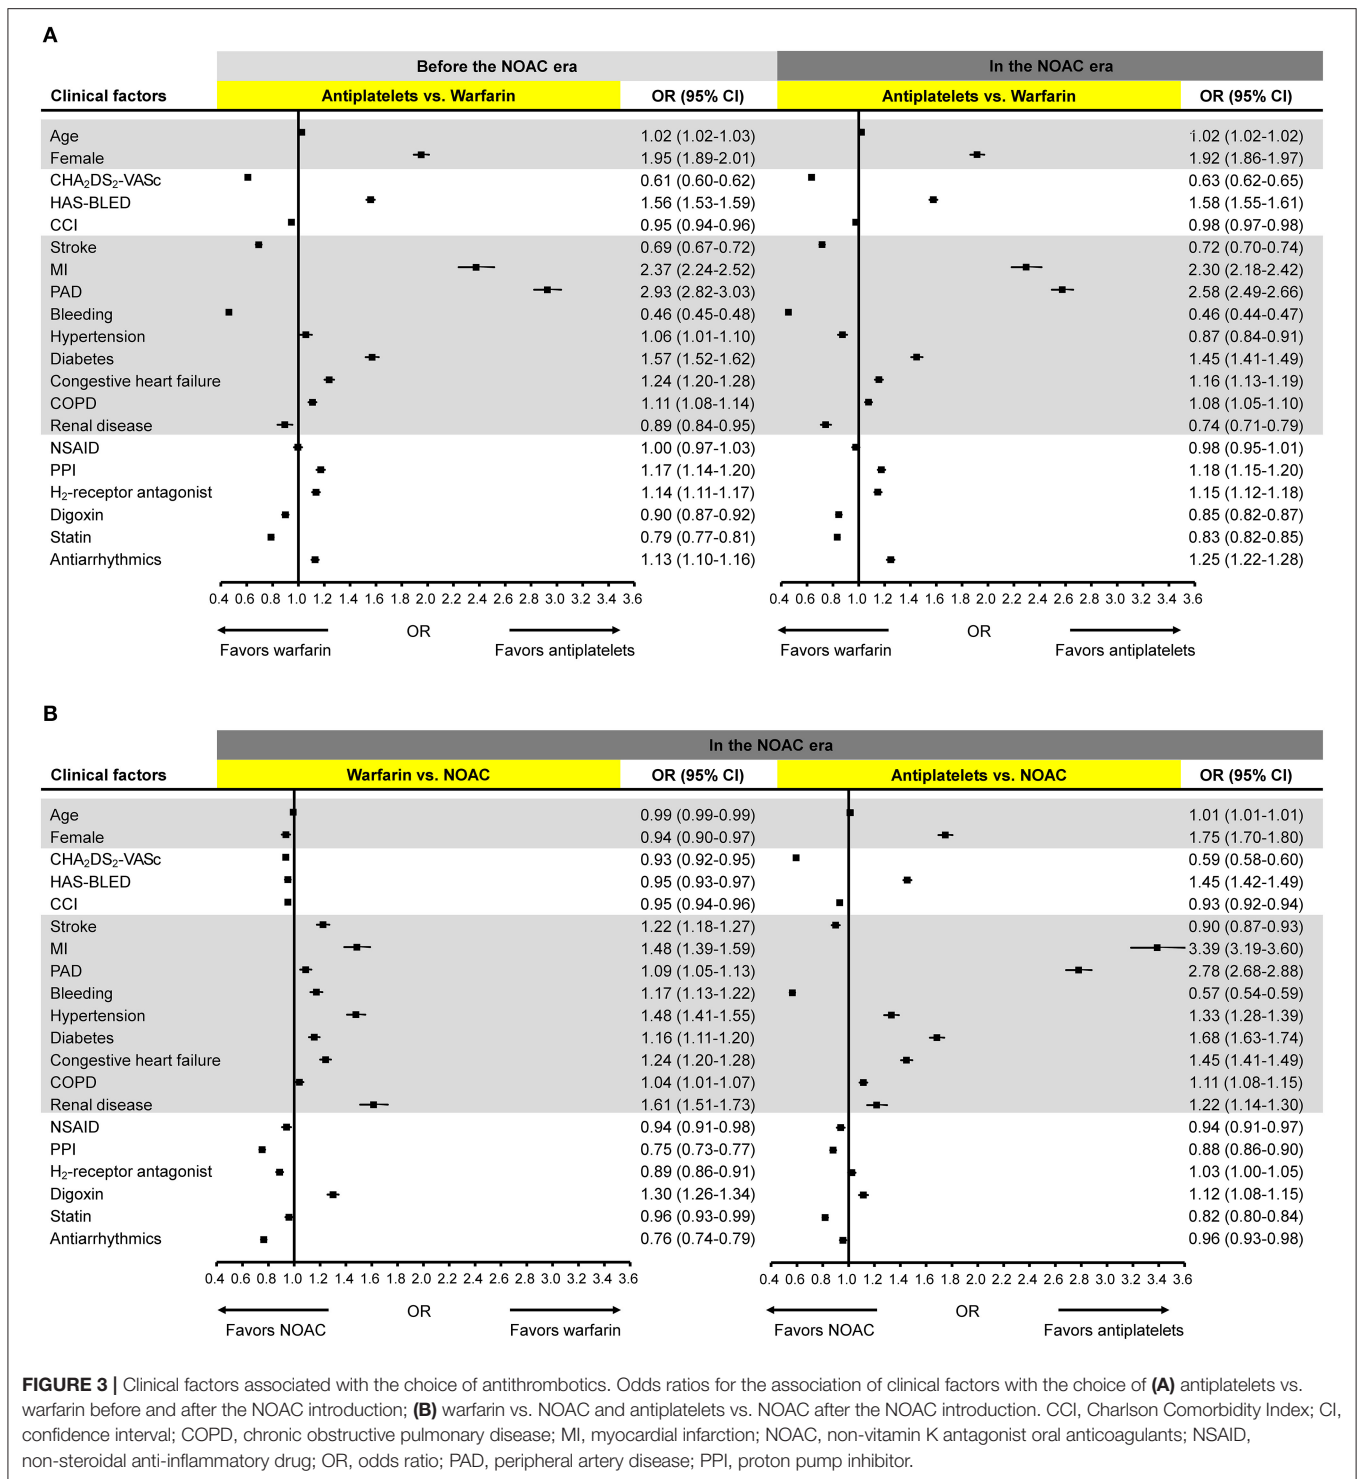 A
Before the NOAC era In the NOAC era
Clinical factors Antiplatelets vs. Warfarin OR (95% CI) Antiplatelets vs. Warfarin OR (95% CI)
Age 1.02 (1.02-1.03) 1.02 (1.02-1.02)
Female 1.95 (1.89-2.01) 1.92 (1.86-1.97)
CHA₂DS₂-VASc 0.61 (0.60-0.62) 0.63 (0.62-0.65)
HAS-BLED 1.56 (1.53-1.59) 1.58 (1.55-1.61)
CCI 0.95 (0.94-0.96) 0.98 (0.97-0.98)
Stroke 0.69 (0.67-0.72) 0.72 (0.70-0.74)
MI 2.37 (2.24-2.52) 2.30 (2.18-2.42)
PAD 2.93 (2.82-3.03) 2.58 (2.49-2.66)
Bleeding 0.46 (0.45-0.48) 0.46 (0.44-0.47)
Hypertension 1.06 (1.01-1.10) 0.87 (0.84-0.91)
Diabetes 1.57 (1.52-1.62) 1.45 (1.41-1.49)
Congestive heart failure 1.24 (1.20-1.28) 1.16 (1.13-1.19)
COPD 1.11 (1.08-1.14) 1.08 (1.05-1.10)
Renal disease 0.89 (0.84-0.95) 0.74 (0.71-0.79)
NSAID 1.00 (0.97-1.03) 0.98 (0.95-1.01)
PPI 1.17 (1.14-1.20) 1.18 (1.15-1.20)
H₂-receptor antagonist 1.14 (1.11-1.17) 1.15 (1.12-1.18)
Digoxin 0.90 (0.87-0.92) 0.85 (0.82-0.87)
Statin 0.79 (0.77-0.81) 0.83 (0.82-0.85)
Antiarrhythmics 1.13 (1.10-1.16) 1.25 (1.22-1.28)
0.4 0.6 0.8 1.0 1.2 1.4 1.6 1.8 2.0 2.2 2.4 2.6 2.8 3.0 3.2 3.4 3.6 0.4 0.6 0.8 1.0 1.2 1.4 1.6 1.8 2.0 2.2 2.4 2.6 2.8 3.0 3.2 3.4 3.6
OR OR
Favors warfarin Favors antiplatelets Favors warfarin Favors antiplatelets
B
In the NOAC era
Clinical factors Warfarin vs. NOAC OR (95% CI) Antiplatelets vs. NOAC OR (95% CI)
Age 0.99 (0.99-0.99) 1.01 (1.01-1.01)
Female 0.94 (0.90-0.97) 1.75 (1.70-1.80)
CHA₂DS₂-VASc 0.93 (0.92-0.95) 0.59 (0.58-0.60)
HAS-BLED 0.95 (0.93-0.97) 1.45 (1.42-1.49)
CCI 0.95 (0.94-0.96) 0.93 (0.92-0.94)
Stroke 1.22 (1.18-1.27) 0.90 (0.87-0.93)
MI 1.48 (1.39-1.59) 3.39 (3.19-3.60)
PAD 1.09 (1.05-1.13) 2.78 (2.68-2.88)
Bleeding 1.17 (1.13-1.22) 0.57 (0.54-0.59)
Hypertension 1.48 (1.41-1.55) 1.33 (1.28-1.39)
Diabetes 1.16 (1.11-1.20) 1.68 (1.63-1.74)
Congestive heart failure 1.24 (1.20-1.28) 1.45 (1.41-1.49)
COPD 1.04 (1.01-1.07) 1.11 (1.08-1.15)
Renal disease 1.61 (1.51-1.73) 1.22 (1.14-1.30)
NSAID 0.94 (0.91-0.98) 0.94 (0.91-0.97)
PPI 0.75 (0.73-0.77) 0.88 (0.86-0.90)
H₂-receptor antagonist 0.89 (0.86-0.91) 1.03 (1.00-1.05)
Digoxin 1.30 (1.26-1.34) 1.12 (1.08-1.15)
Statin 0.96 (0.93-0.99) 0.82 (0.80-0.84)
Antiarrhythmics 0.76 (0.74-0.79) 0.96 (0.93-0.98)
0.4 0.6 0.8 1.0 1.2 1.4 1.6 1.8 2.0 2.2 2.4 2.6 2.8 3.0 3.2 3.4 3.6 0.4 0.6 0.8 1.0 1.2 1.4 1.6 1.8 2.0 2.2 2.4 2.6 2.8 3.0 3.2 3.4 3.6
OR OR
Favors NOAC Favors warfarin Favors NOAC Favors antiplatelets
FIGURE 3 | Clinical factors associated with the choice of antithrombotics. Odds ratios for the association of clinical factors with the choice of (A) antiplatelets vs.
warfarin before and after the NOAC introduction; (B) warfarin vs. NOAC and antiplatelets vs. NOAC after the NOAC introduction. CCI, Charlson Comorbidity Index; CI,
confidence interval; COPD, chronic obstructive pulmonary disease; MI, myocardial infarction; NOAC, non-vitamin K antagonist oral anticoagulants; NSAID,
non-steroidal anti-inflammatory drug; OR, odds ratio; PAD, peripheral artery disease; PPI, proton pump inhibitor.